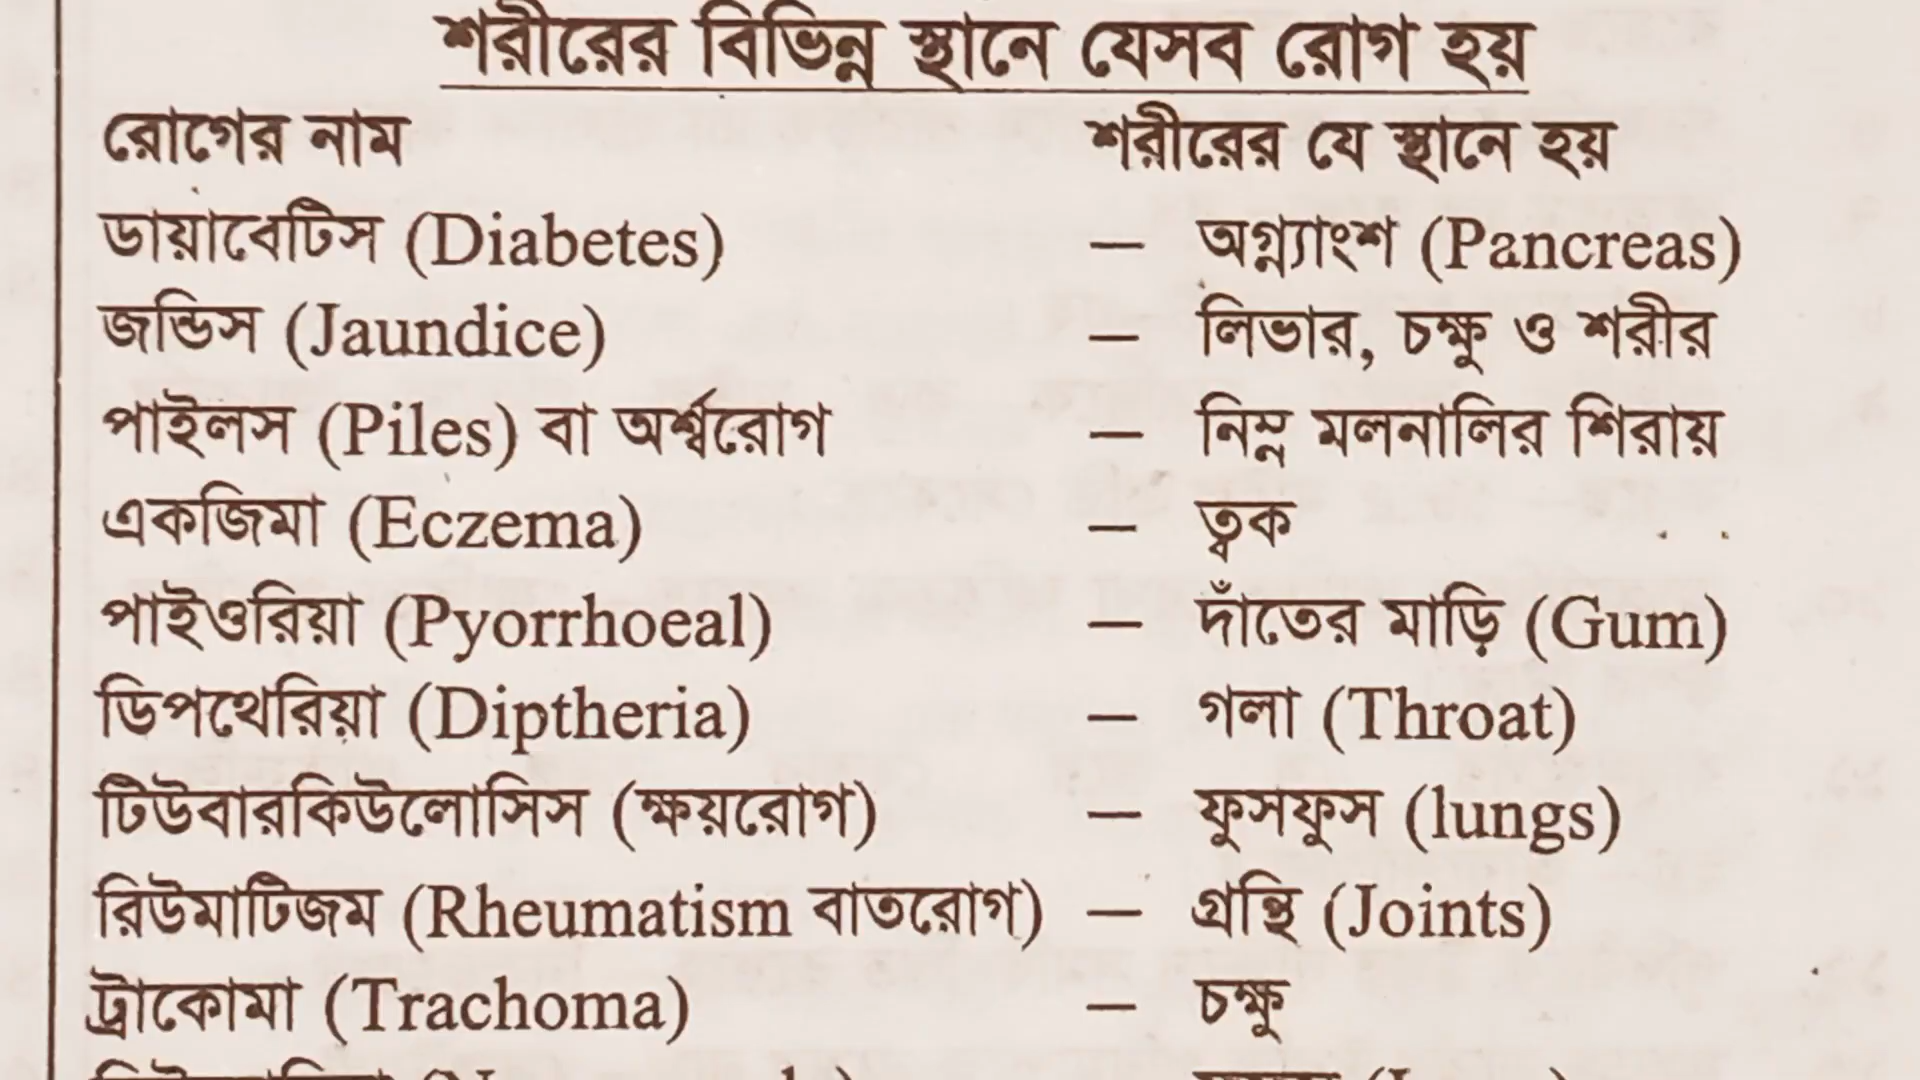 শরীরের বিভিন্ন স্থানে যেসব রোগ হয়
রোগের নাম শরীরের যে স্থানে হয়
ডায়াবেটিস (Diabetes) – অগ্ন্যাংশ (Pancreas)
জন্ডিস (Jaundice) – লিভার, চক্ষু ও শরীর
পাইলস (Piles) বা অর্শ্বরোগ – নিম্ন মলনালির শিরায়
একজিমা (Eczema) – ত্বক
পাইওরিয়া (Pyorrhoeal) – দাঁতের মাড়ি (Gum)
ডিপথেরিয়া (Diptheria) – গলা (Throat)
টিউবারকিউলোসিস (ক্ষয়রোগ) – ফুসফুস (lungs)
রিউমাটিজম (Rheumatism বাতরোগ) – গ্রন্থি (Joints)
ট্রাকোমা (Trachoma) – চক্ষু